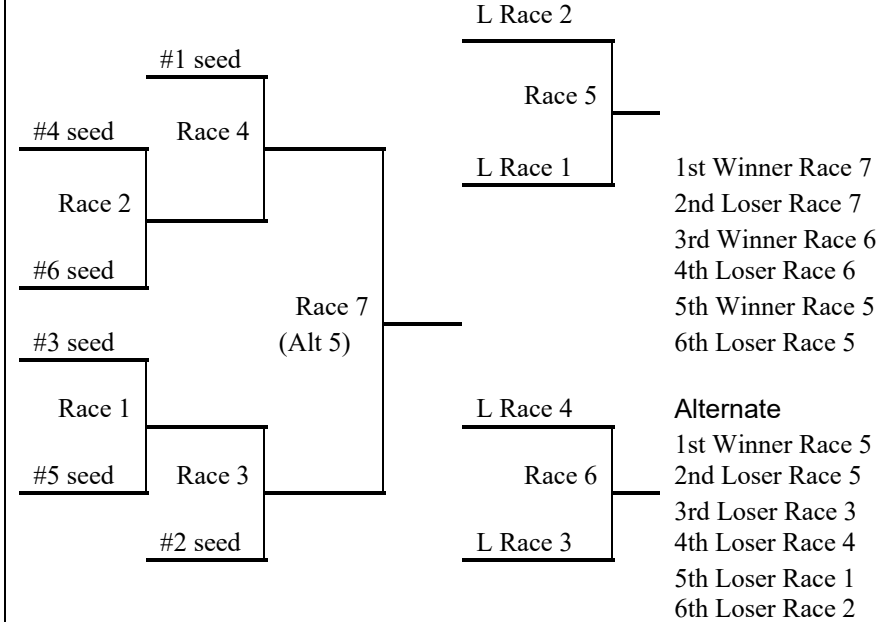 L Race 2
#1 seed
Race 5
#4 seed
Race 4
L Race 1
1st Winner Race 7
Race 2
2nd Loser Race 7
3rd Winner Race 6
#6 seed
4th Loser Race 6
Race 7
5th Winner Race 5
#3 seed
(Alt 5)
6th Loser Race 5
Race 1
L Race 4
Alternate
1st Winner Race 5
#5 seed
Race 3
Race 6
2nd Loser Race 5
3rd Loser Race 3
#2 seed
L Race 3
4th Loser Race 4
5th Loser Race 1
6th Loser Race 2